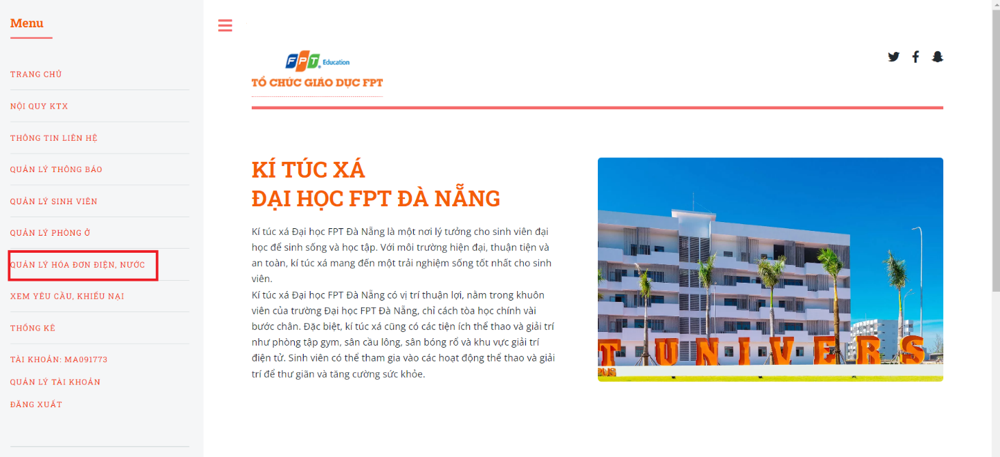 Menu
TRANG CHỦ
NỘI QUY KTX
THÔNG TIN LIÊN HỆ
QUẢN LÝ THÔNG BÁO
QUẢN LÝ SINH VIÊN
QUẢN LÝ PHÒNG Ở
QUẢN LÝ HÓA ĐƠN ĐIỆN, NƯỚC
XEM YÊU CẦU, KHIẾU NẠI
THỐNG KÊ
TÀI KHOẢN: MA091773
QUẢN LÝ TÀI KHOẢN
ĐĂNG XUẤT
FPT Education
TỔ CHỨC GIÁO DỤC FPT
KÍ TÚC XÁ
ĐẠI HỌC FPT ĐÀ NẴNG
Kí túc xá Đại học FPT Đà Nẵng là một nơi lý tưởng cho sinh viên đại
học để sinh sống và học tập. Với môi trường hiện đại, thuận tiện và
an toàn, kí túc xá mang đến một trải nghiệm sống tốt nhất cho sinh
viên.
Kí túc xá Đại học FPT Đà Nẵng có vị trí thuận lợi, nằm trong khuôn
viên của trường Đại học FPT Đà Nẵng, chỉ cách tòa học chính vài
bước chân. Đặc biệt, kí túc xá cũng có các tiện ích thể thao và giải trí
như phòng tập gym, sân cầu lông, sân bóng rổ và khu vực giải trí
điện tử. Sinh viên có thể tham gia vào các hoạt động thể thao và giải
trí để thư giãn và tăng cường sức khỏe.
T UNIVERS